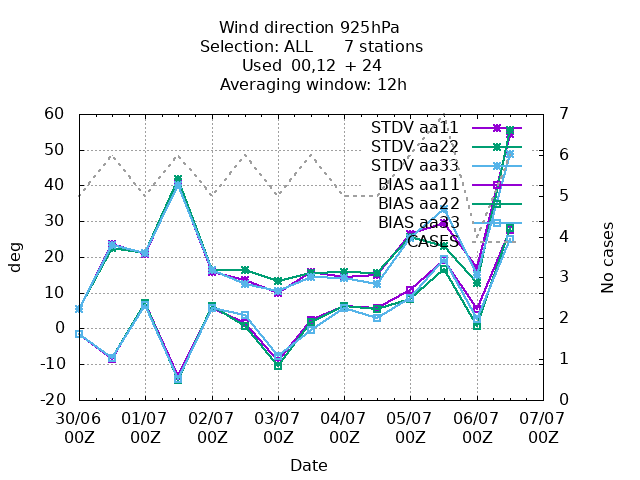 Wind direction 925hPa
Selection: ALL 7 stations
Used 00,12 + 24
Averaging window: 12h
60
50
40
30
20
10
0
-10
-20
deg
7
6
5
4
3
2
1
0
No cases
STDV aa11
STDV aa22
STDV aa33
BIAS aa11
BIAS aa22
BIAS aa33
CASES
30/06 01/07 02/07 03/07 04/07 05/07 06/07 07/07
00Z 00Z 00Z 00Z 00Z 00Z 00Z 00Z
Date